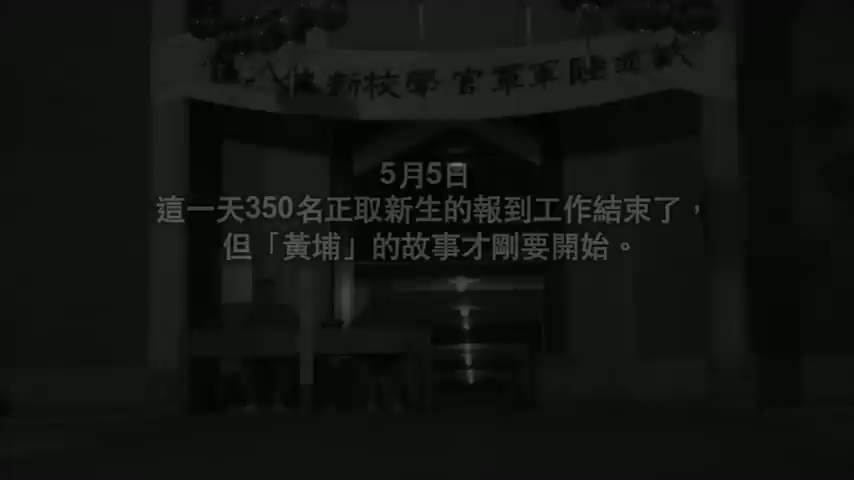 5月5日
這一天350名正取新生的報到工作結束了，
但「黃埔」的故事才剛要開始。